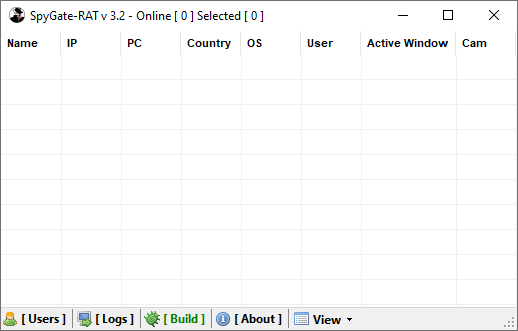 SpyGate-RAT v 3.2 - Online [ 0 ] Selected [ 0 ]
Name IP PC Country OS User Active Window Cam
[ Users ] [ Logs ] [ Build ] [ About ] View